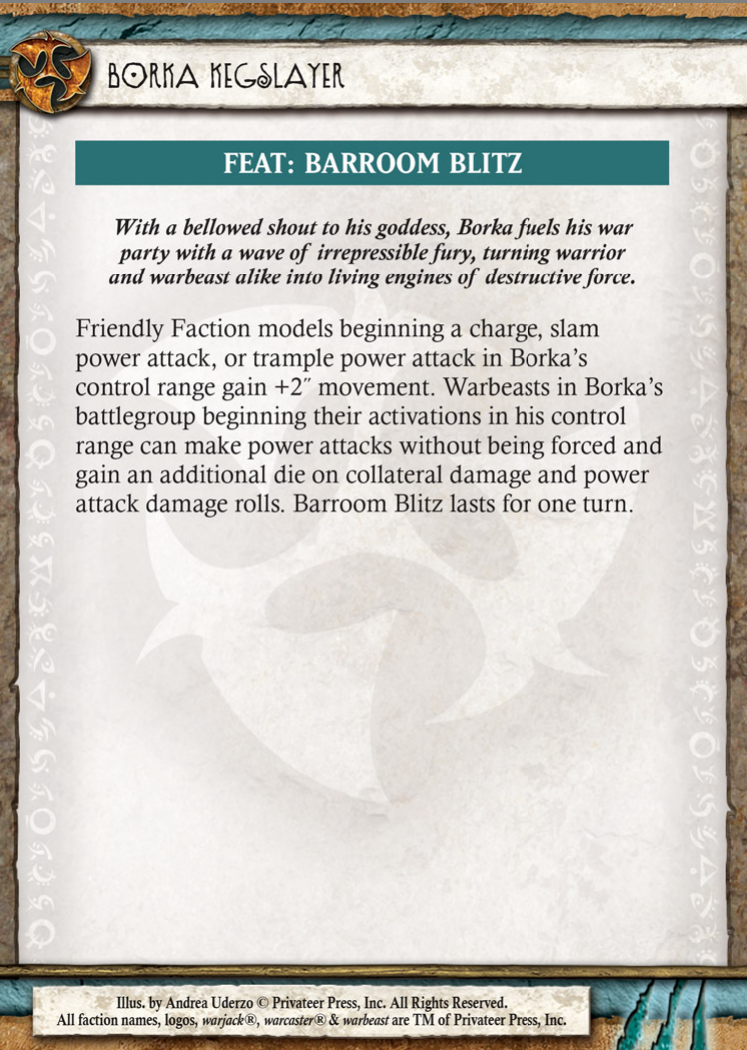 BORKA KEGSLAYER
FEAT: BARROOM BLITZ
With a bellowed shout to his goddess, Borka fuels his war
party with a wave of irrepressible fury, turning warrior
and warbeast alike into living engines of destructive force.
Friendly Faction models beginning a charge, slam
power attack, or trample power attack in Borka’s
control range gain +2˝ movement. Warbeasts in Borka’s
battlegroup beginning their activations in his control
range can make power attacks without being forced and
gain an additional die on collateral damage and power
attack damage rolls. Barroom Blitz lasts for one turn.
Illus. by Andrea Uderzo © Privateer Press, Inc. All Rights Reserved.
All faction names, logos, warjack®, warcaster® & warbeast are TM of Privateer Press, Inc.